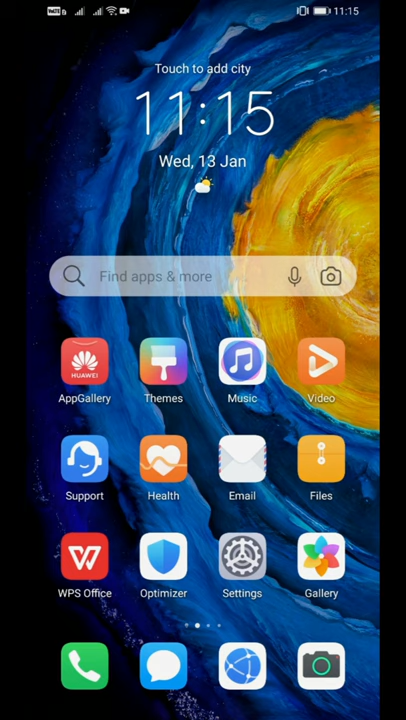 VoLTE 11:15
Touch to add city
11:15
Wed, 13 Jan
Find apps & more
HUAWEI
AppGallery Themes Music Video
Support Health Email Files
WPS Office Optimizer Settings Gallery